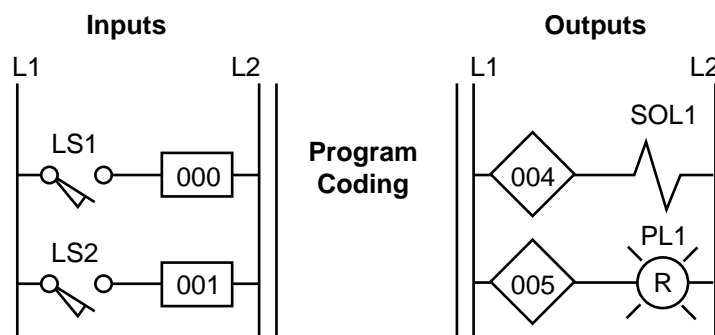 Inputs
Outputs
L1
L2
L1
L2
LS1
000
Program
Coding
004
SOL1
LS2
001
005
PL1
R